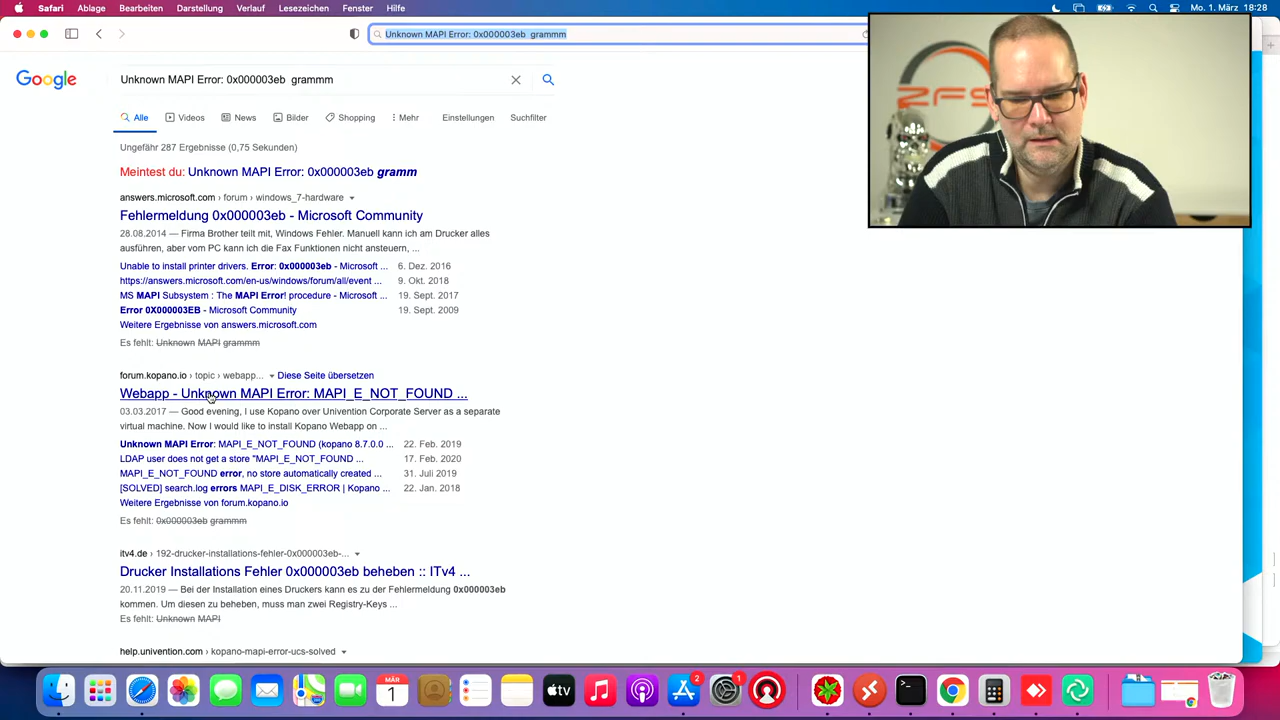 Safari Ablage Bearbeiten Darstellung Verlauf Lesezeichen Fenster Hilfe
Mo. 1. März 18:28
Unknown MAPI Error: 0x000003eb grammm
ZFS
Google
Unknown MAPI Error: 0x000003eb grammm
Alle Videos News Bilder Shopping Mehr Einstellungen Suchfilter
Ungefähr 287 Ergebnisse (0,75 Sekunden)
Meintest du: Unknown MAPI Error: 0x000003eb gramm
answers.microsoft.com › forum › windows_7-hardware
Fehlermeldung 0x000003eb - Microsoft Community
28.08.2014 — Firma Brother teilt mit, Windows Fehler. Manuell kann ich am Drucker alles
ausführen, aber vom PC kann ich die Fax Funktionen nicht ansteuern, ...
Unable to install printer drivers. Error: 0x000003eb - Microsoft ... 6. Dez. 2016
https://answers.microsoft.com/en-us/windows/forum/all/event ... 9. Okt. 2018
MS MAPI Subsystem : The MAPI Error! procedure - Microsoft ... 19. Sept. 2017
Error 0X000003EB - Microsoft Community 19. Sept. 2009
Weitere Ergebnisse von answers.microsoft.com
Es fehlt: Unknown MAPI grammm
forum.kopano.io › topic › webapp... Diese Seite übersetzen
Webapp - Unknown MAPI Error: MAPI_E_NOT_FOUND ...
03.03.2017 — Good evening, I use Kopano over Univention Corporate Server as a separate
virtual machine. Now I would like to install Kopano Webapp on ...
Unknown MAPI Error: MAPI_E_NOT_FOUND (kopano 8.7.0.0 ... 22. Feb. 2019
LDAP user does not get a store "MAPI_E_NOT_FOUND ... 17. Feb. 2020
MAPI_E_NOT_FOUND error, no store automatically created ... 31. Juli 2019
[SOLVED] search.log errors MAPI_E_DISK_ERROR | Kopano ... 22. Jan. 2018
Weitere Ergebnisse von forum.kopano.io
Es fehlt: 0x000003eb grammm
itv4.de › 192-drucker-installations-fehler-0x000003eb-...
Drucker Installations Fehler 0x000003eb beheben :: ITv4 ...
20.11.2019 — Bei der Installation eines Druckers kann es zu der Fehlermeldung 0x000003eb
kommen. Um diesen zu beheben, muss man zwei Registry-Keys ...
Es fehlt: Unknown MAPI
help.univention.com › kopano-mapi-error-ucs-solved
MÄR
1
tv
2
1